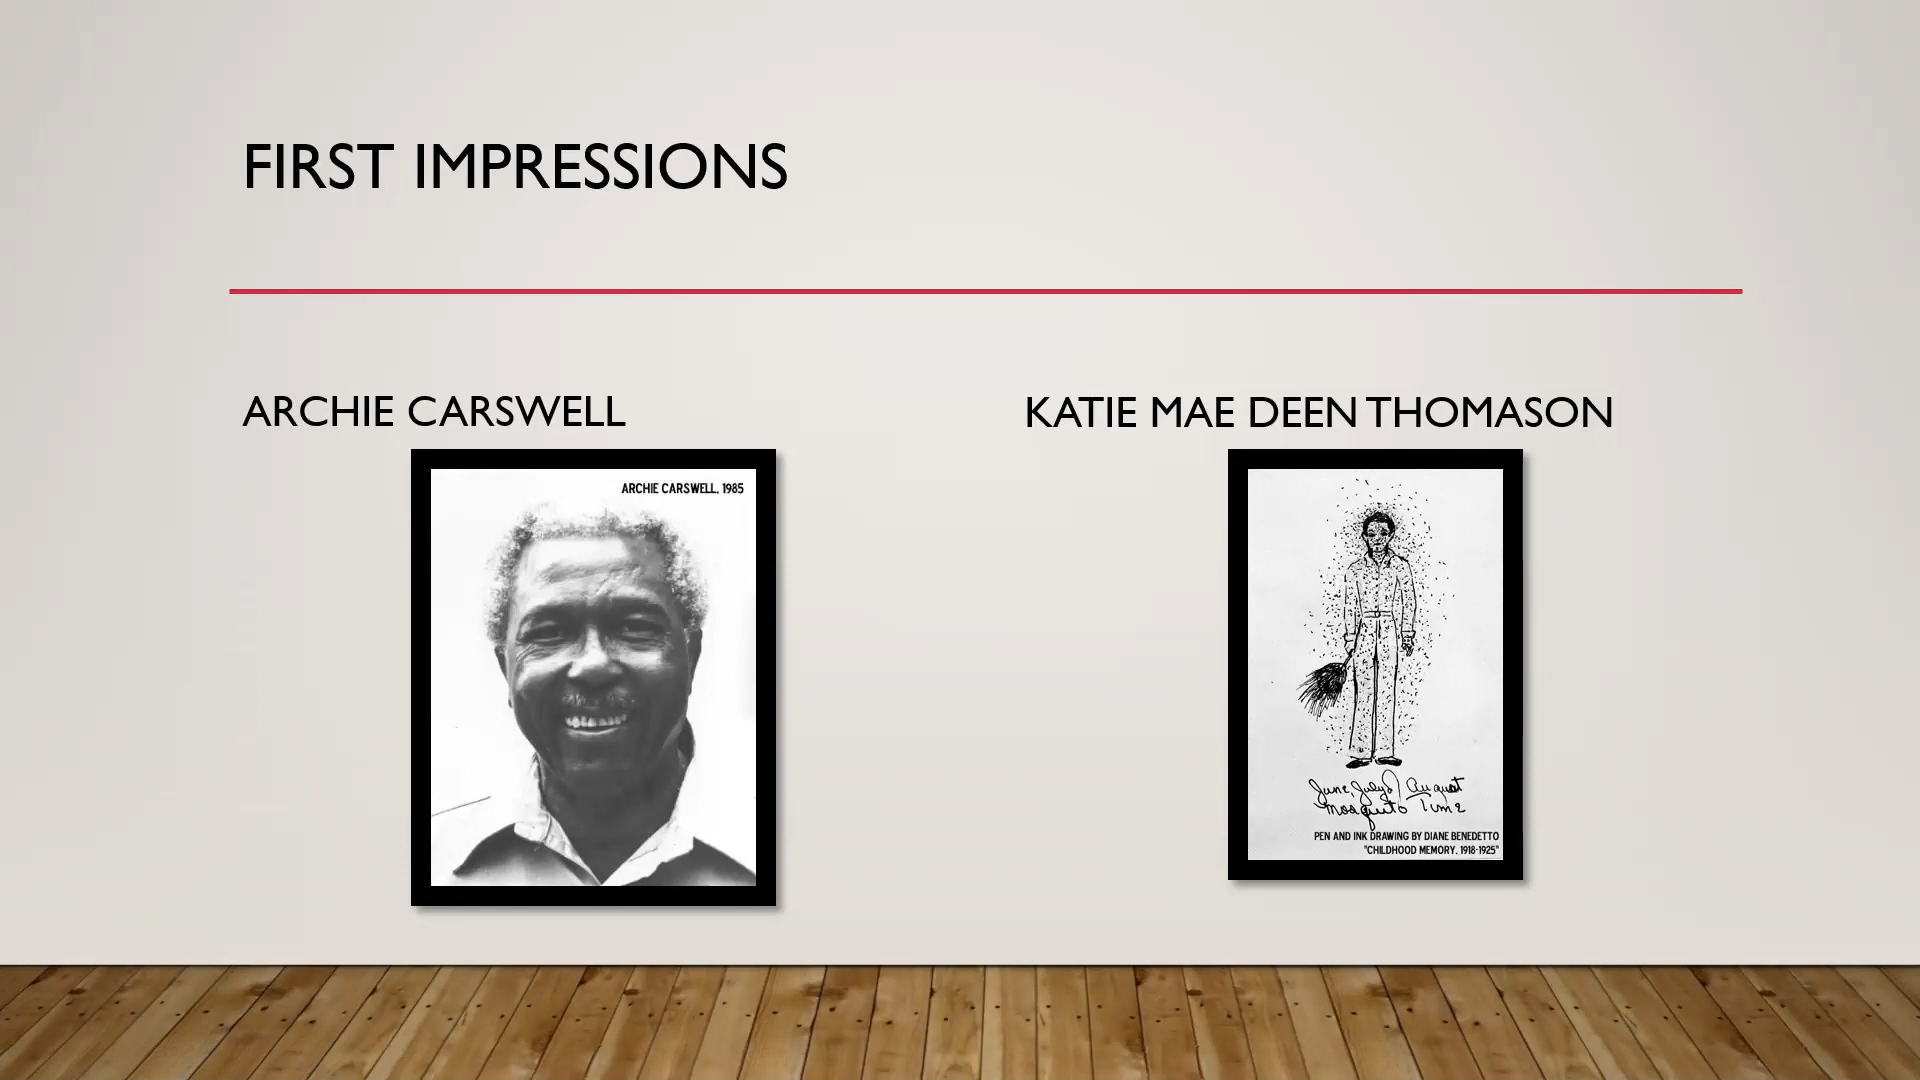 FIRST IMPRESSIONS
ARCHIE CARSWELL
ARCHIE CARSWELL, 1985
KATIE MAE DEEN THOMASON
June, July & August
Mosquito Time
PEN AND INK DRAWING BY DIANE BENEDETTO
"CHILDHOOD MEMORY, 1918-1925"